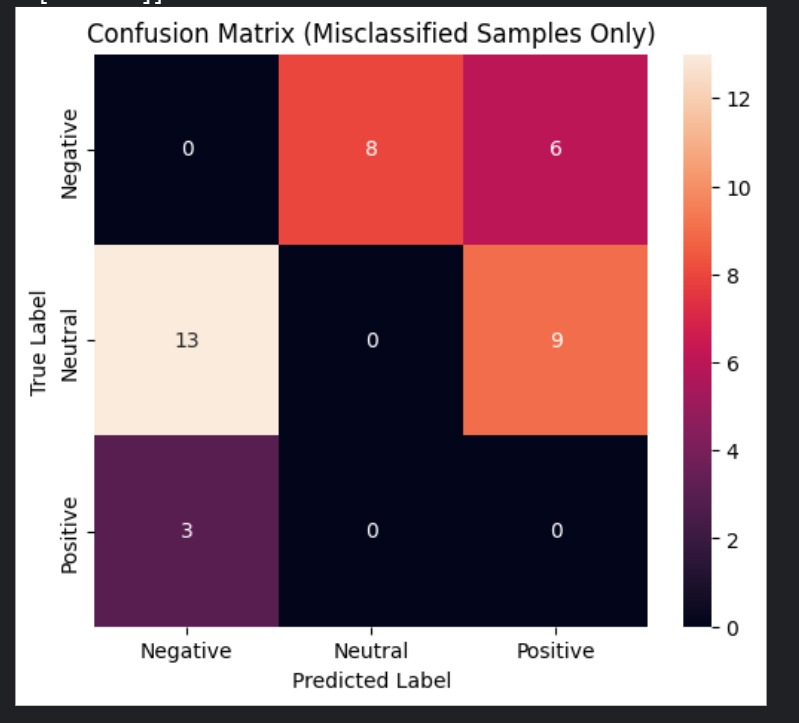 Confusion Matrix (Misclassified Samples Only)
True Label
Negative
0
8
6
Neutral
13
0
9
Positive
3
0
0
Negative
Neutral
Positive
Predicted Label
12
10
8
6
4
2
0